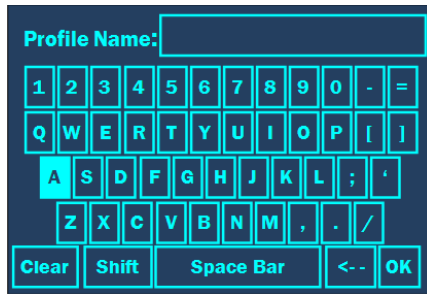 Profile Name:
1 2 3 4 5 6 7 8 9 0 - =
Q W E R T Y U I O P [ ]
A S D F G H J K L ; ‘
Z X C V B N M , . /
Clear Shift Space Bar <-- OK